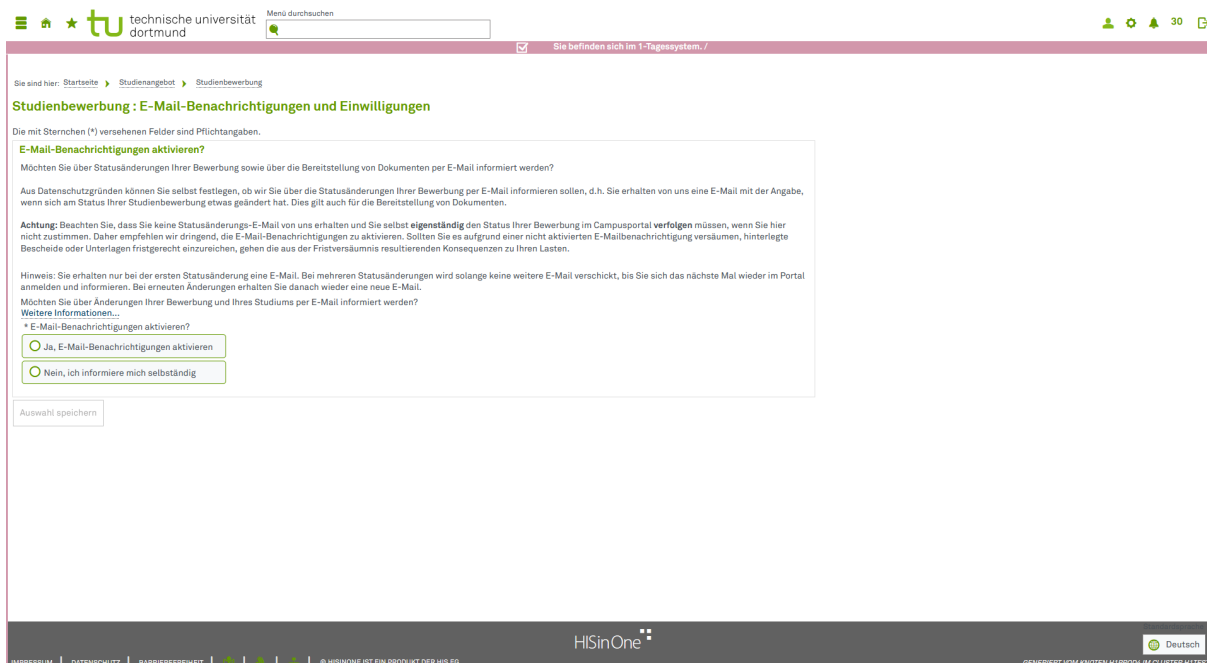 Menü durchsuchen
technische universität
dortmund
30
Sie befinden sich im 1-Tagessystem. /
Sie sind hier: Startseite Studienangebot Studienbewerbung
Studienbewerbung : E-Mail-Benachrichtigungen und Einwilligungen
Die mit Sternchen (*) versehenen Felder sind Pflichtangaben.
E-Mail-Benachrichtigungen aktivieren?
Möchten Sie über Statusänderungen Ihrer Bewerbung sowie über die Bereitstellung von Dokumenten per E-Mail informiert werden?
Aus Datenschutzgründen können Sie selbst festlegen, ob wir Sie über die Statusänderungen Ihrer Bewerbung per E-Mail informieren sollen, d.h. Sie erhalten von uns eine E-Mail mit der Angabe,
wenn sich am Status Ihrer Studienbewerbung etwas geändert hat. Dies gilt auch für die Bereitstellung von Dokumenten.
Achtung: Beachten Sie, dass Sie keine Statusänderungs-E-Mail von uns erhalten und Sie selbst eigenständig den Status Ihrer Bewerbung im Campusportal verfolgen müssen, wenn Sie hier
nicht zustimmen. Daher empfehlen wir dringend, die E-Mail-Benachrichtigungen zu aktivieren. Sollten Sie es aufgrund einer nicht aktivierten E-Mailbenachrichtigung versäumen, hinterlegte
Bescheide oder Unterlagen fristgerecht einzureichen, gehen die aus der Fristversäumnis resultierenden Konsequenzen zu Ihren Lasten.
Hinweis: Sie erhalten nur bei der ersten Statusänderung eine E-Mail. Bei mehreren Statusänderungen wird solange keine weitere E-Mail verschickt, bis Sie sich das nächste Mal wieder im Portal
anmelden und informieren. Bei erneuten Änderungen erhalten Sie danach wieder eine neue E-Mail.
Möchten Sie über Änderungen Ihrer Bewerbung und Ihres Studiums per E-Mail informiert werden?
Weitere Informationen...
* E-Mail-Benachrichtigungen aktivieren?
Ja, E-Mail-Benachrichtigungen aktivieren
Nein, ich informiere mich selbständig
Auswahl speichern
HISinOne
Deutsch
IMPRESSUM DATENSCHUTZ BARRIEREFREIHEIT © HISINONE IST EIN PRODUKT DER HIS EG
GENERIERT VOM KNOTEN IM CLUSTER